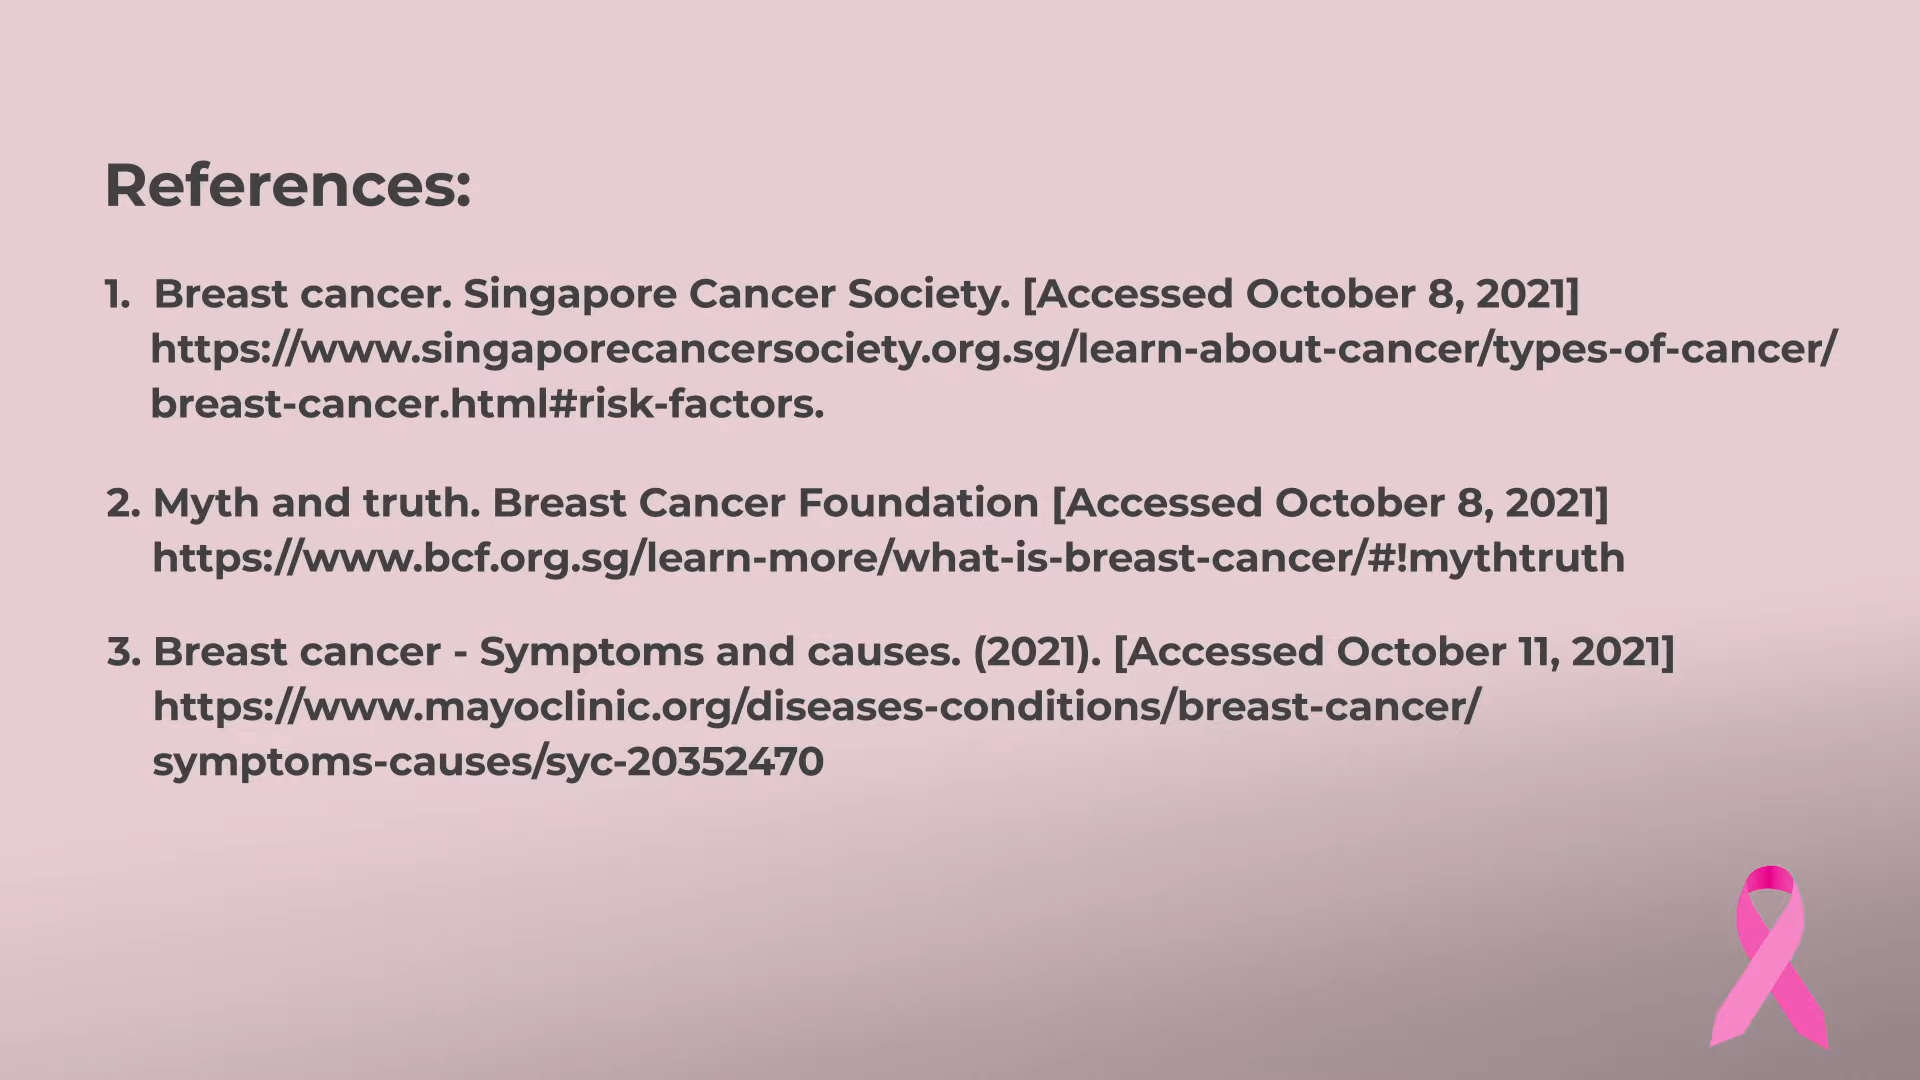 References:
1. Breast cancer. Singapore Cancer Society. [Accessed October 8, 2021]
https://www.singaporecancersociety.org.sg/learn-about-cancer/types-of-cancer/
breast-cancer.html#risk-factors.
2. Myth and truth. Breast Cancer Foundation [Accessed October 8, 2021]
https://www.bcf.org.sg/learn-more/what-is-breast-cancer/#!mythtruth
3. Breast cancer - Symptoms and causes. (2021). [Accessed October 11, 2021]
https://www.mayoclinic.org/diseases-conditions/breast-cancer/
symptoms-causes/syc-20352470